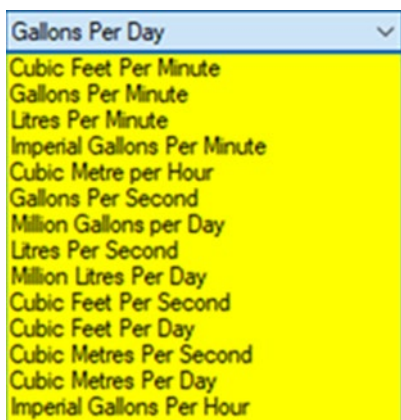 Gallons Per Day
Cubic Feet Per Minute
Gallons Per Minute
Litres Per Minute
Imperial Gallons Per Minute
Cubic Metre per Hour
Gallons Per Second
Million Gallons per Day
Litres Per Second
Million Litres Per Day
Cubic Feet Per Second
Cubic Feet Per Day
Cubic Metres Per Second
Cubic Metres Per Day
Imperial Gallons Per Hour